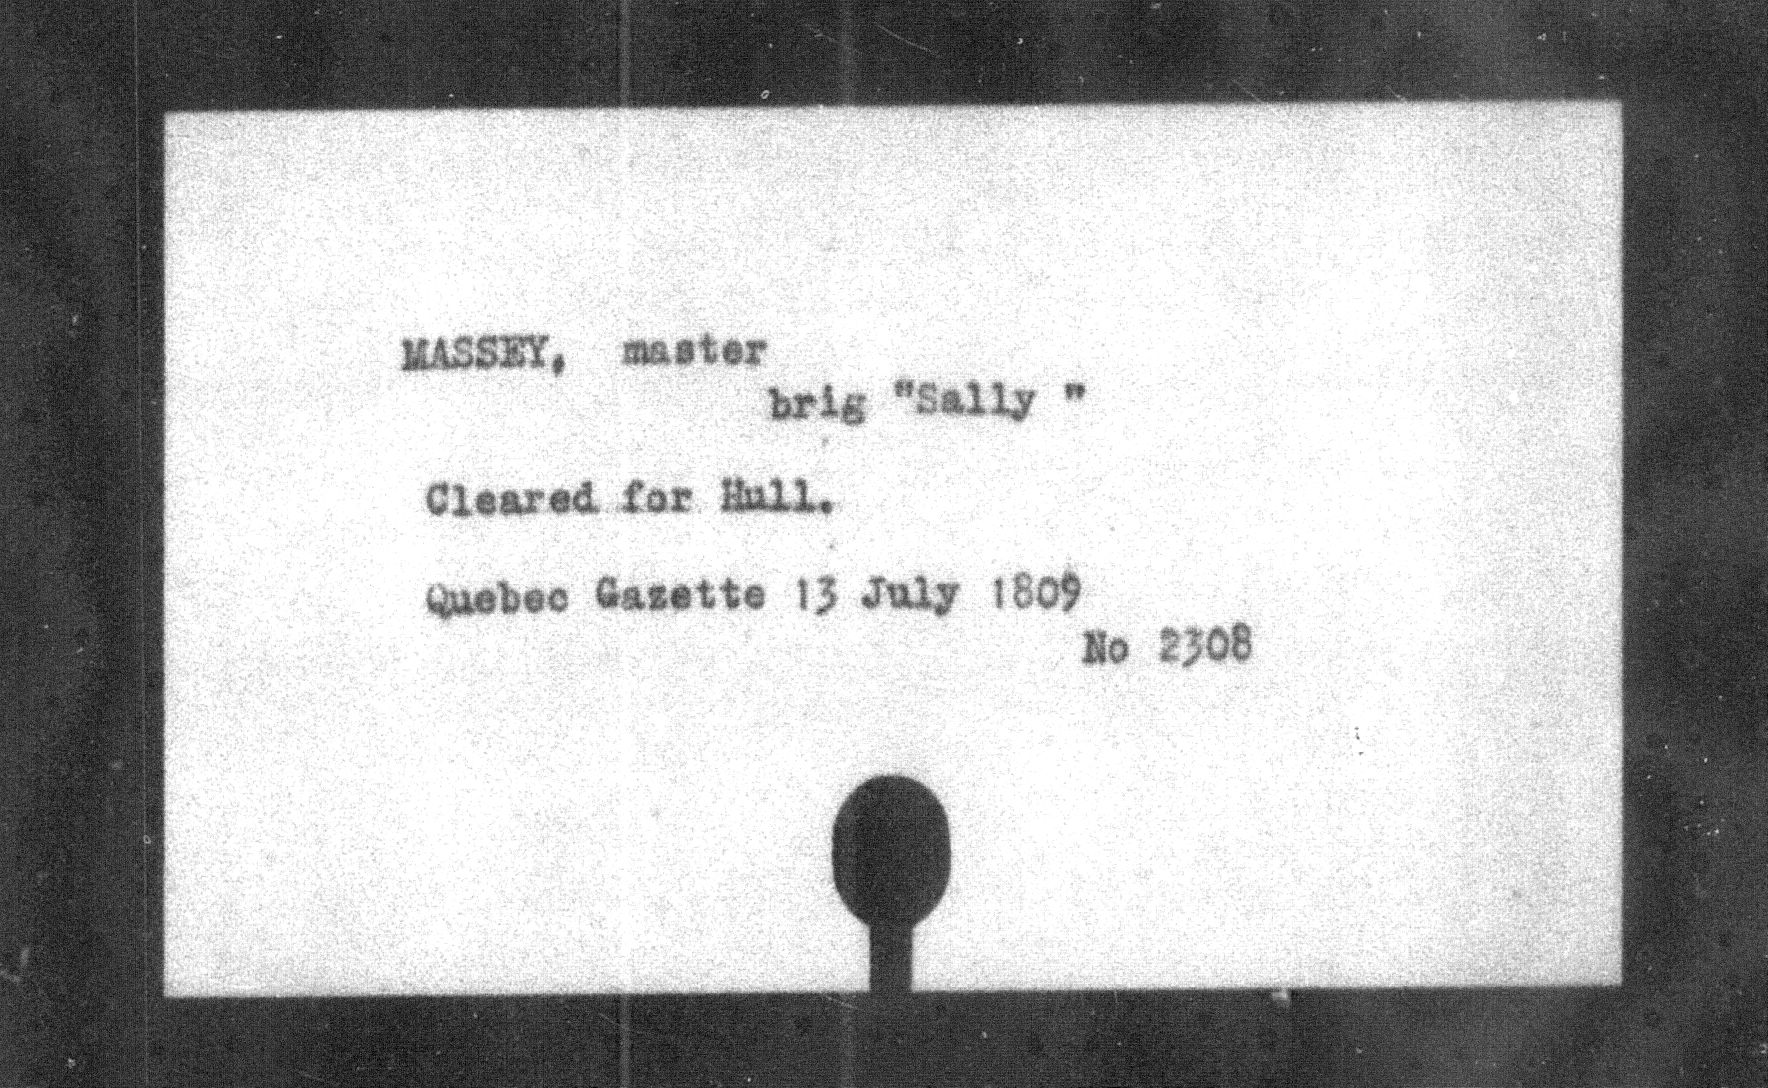 MASSEY, master
brig "Sally "
Cleared for Hull.
Quebec Gazette 13 July 1809
No 2308